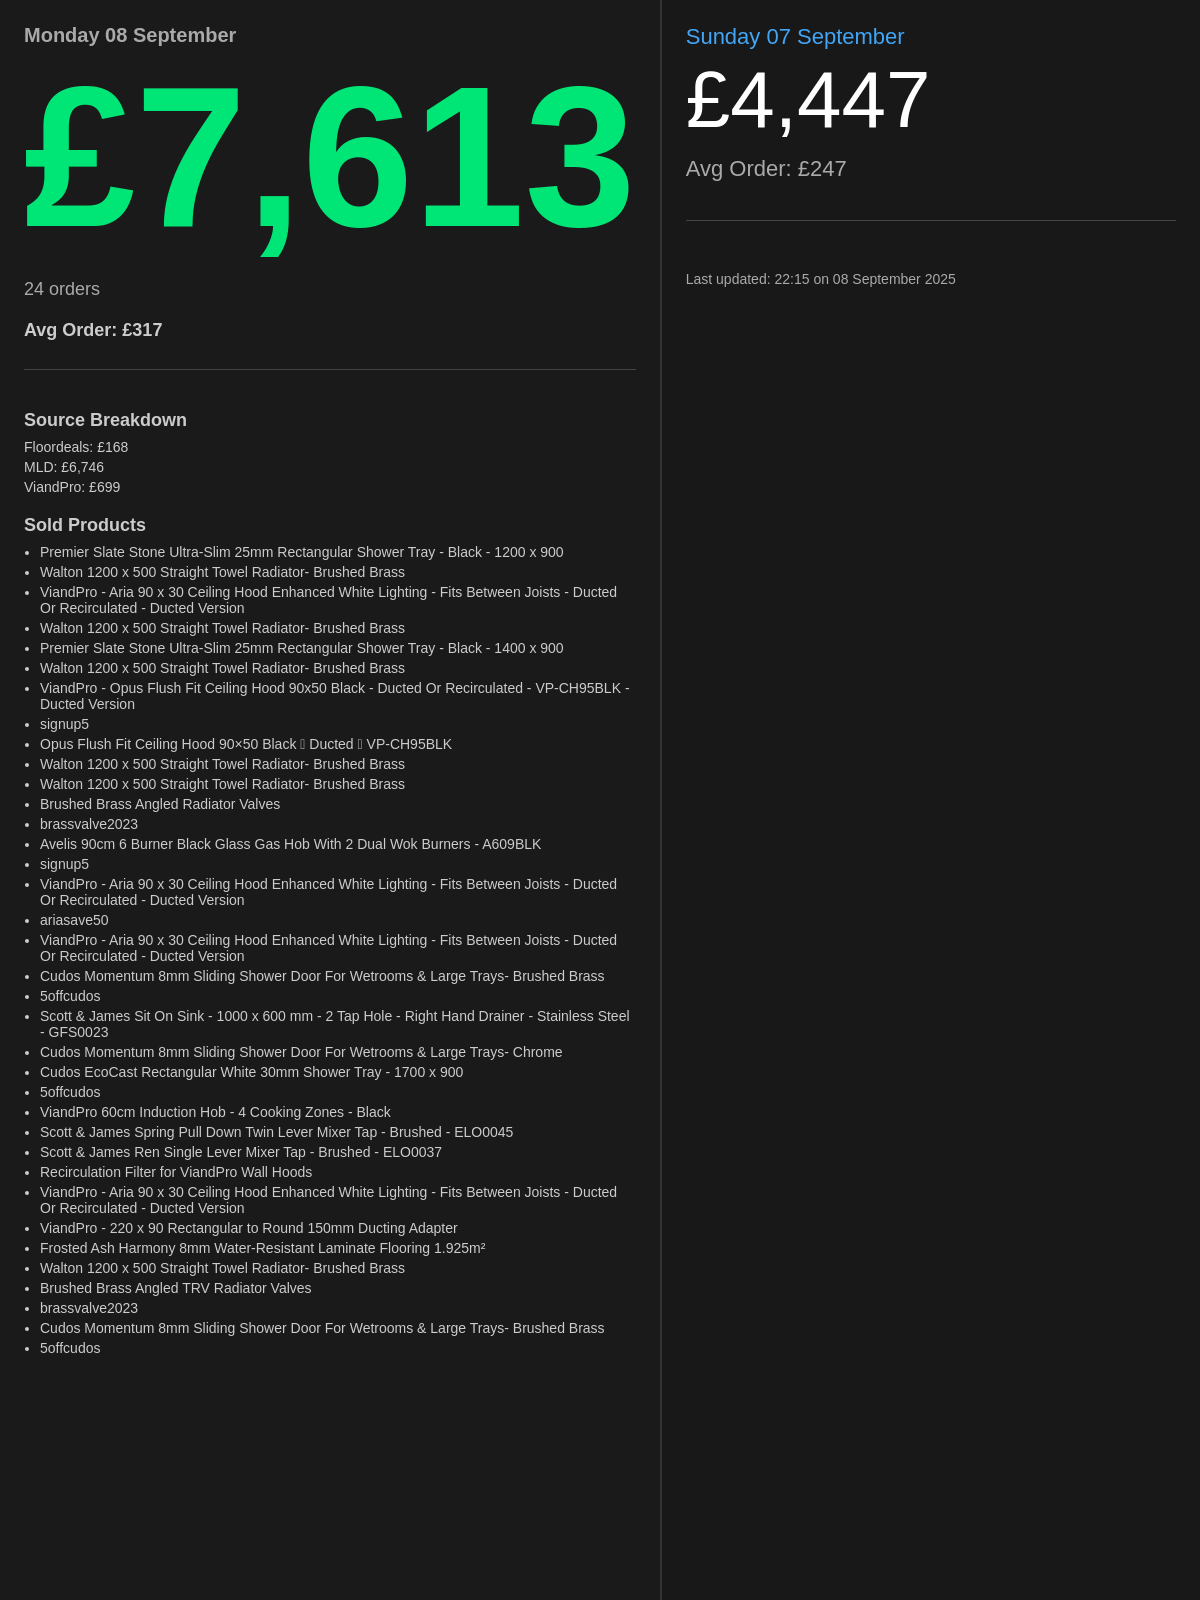 Monday 08 September
£7,613
24 orders
Avg Order: £317
Source Breakdown
Floordeals: £168
MLD: £6,746
ViandPro: £699
Sold Products
• Premier Slate Stone Ultra-Slim 25mm Rectangular Shower Tray - Black - 1200 x 900
• Walton 1200 x 500 Straight Towel Radiator- Brushed Brass
• ViandPro - Aria 90 x 30 Ceiling Hood Enhanced White Lighting - Fits Between Joists - Ducted
Or Recirculated - Ducted Version
• Walton 1200 x 500 Straight Towel Radiator- Brushed Brass
• Premier Slate Stone Ultra-Slim 25mm Rectangular Shower Tray - Black - 1400 x 900
• Walton 1200 x 500 Straight Towel Radiator- Brushed Brass
• ViandPro - Opus Flush Fit Ceiling Hood 90x50 Black - Ducted Or Recirculated - VP-CH95BLK -
Ducted Version
• signup5
• Opus Flush Fit Ceiling Hood 90×50 Black  Ducted  VP-CH95BLK
• Walton 1200 x 500 Straight Towel Radiator- Brushed Brass
• Walton 1200 x 500 Straight Towel Radiator- Brushed Brass
• Brushed Brass Angled Radiator Valves
• brassvalve2023
• Avelis 90cm 6 Burner Black Glass Gas Hob With 2 Dual Wok Burners - A609BLK
• signup5
• ViandPro - Aria 90 x 30 Ceiling Hood Enhanced White Lighting - Fits Between Joists - Ducted
Or Recirculated - Ducted Version
• ariasave50
• ViandPro - Aria 90 x 30 Ceiling Hood Enhanced White Lighting - Fits Between Joists - Ducted
Or Recirculated - Ducted Version
• Cudos Momentum 8mm Sliding Shower Door For Wetrooms & Large Trays- Brushed Brass
• 5offcudos
• Scott & James Sit On Sink - 1000 x 600 mm - 2 Tap Hole - Right Hand Drainer - Stainless Steel
- GFS0023
• Cudos Momentum 8mm Sliding Shower Door For Wetrooms & Large Trays- Chrome
• Cudos EcoCast Rectangular White 30mm Shower Tray - 1700 x 900
• 5offcudos
• ViandPro 60cm Induction Hob - 4 Cooking Zones - Black
• Scott & James Spring Pull Down Twin Lever Mixer Tap - Brushed - ELO0045
• Scott & James Ren Single Lever Mixer Tap - Brushed - ELO0037
• Recirculation Filter for ViandPro Wall Hoods
• ViandPro - Aria 90 x 30 Ceiling Hood Enhanced White Lighting - Fits Between Joists - Ducted
Or Recirculated - Ducted Version
• ViandPro - 220 x 90 Rectangular to Round 150mm Ducting Adapter
• Frosted Ash Harmony 8mm Water-Resistant Laminate Flooring 1.925m²
• Walton 1200 x 500 Straight Towel Radiator- Brushed Brass
• Brushed Brass Angled TRV Radiator Valves
• brassvalve2023
• Cudos Momentum 8mm Sliding Shower Door For Wetrooms & Large Trays- Brushed Brass
• 5offcudos
Sunday 07 September
£4,447
Avg Order: £247
Last updated: 22:15 on 08 September 2025